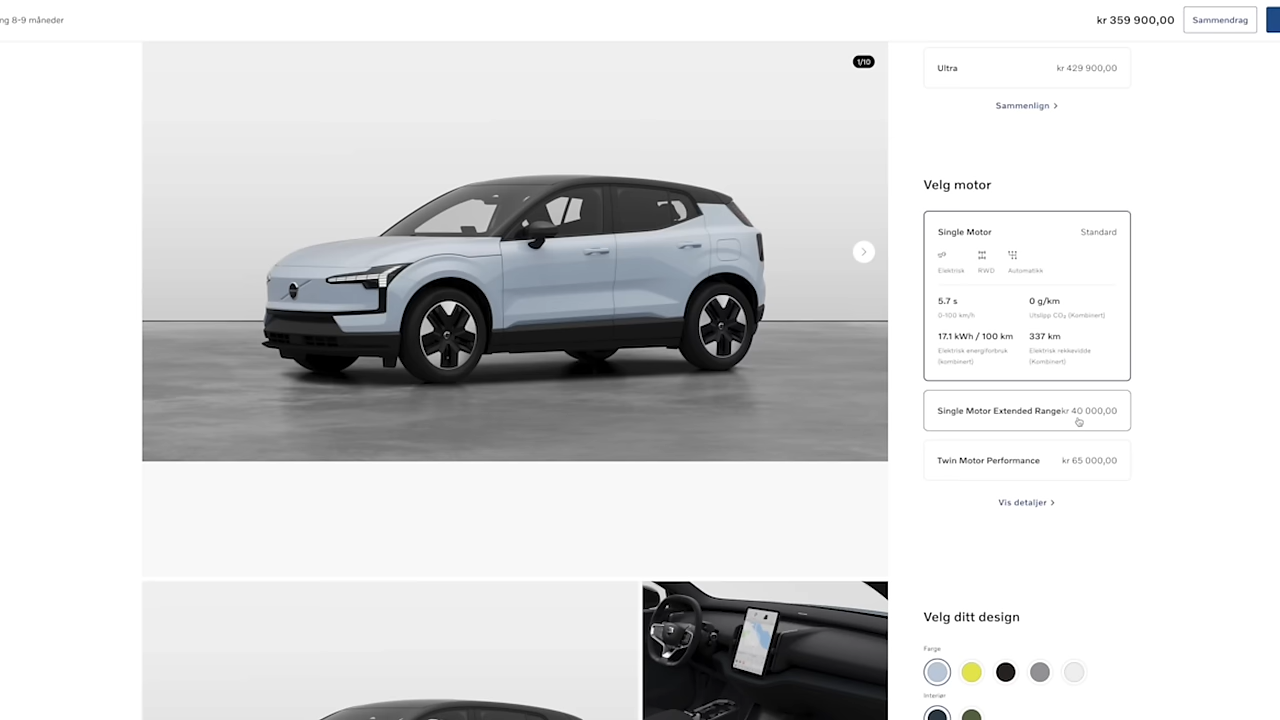 ng 8-9 måneder
kr 359 900,00
Sammendrag
1/10
Ultra
kr 429 900,00
Sammenlign
Velg motor
Single Motor
Standard
Elektrisk
RWD
Automatikk
5.7 s
0 g/km
0-100 km/h
Utslipp CO₂ (Kombinert)
17.1 kWh / 100 km
337 km
Elektrisk energiforbruk
(kombinert)
Elektrisk rekkevidde
(Kombinert)
Single Motor Extended Range
kr 40 000,00
Twin Motor Performance
kr 65 000,00
Vis detaljer
Velg ditt design
Farge
Interiør